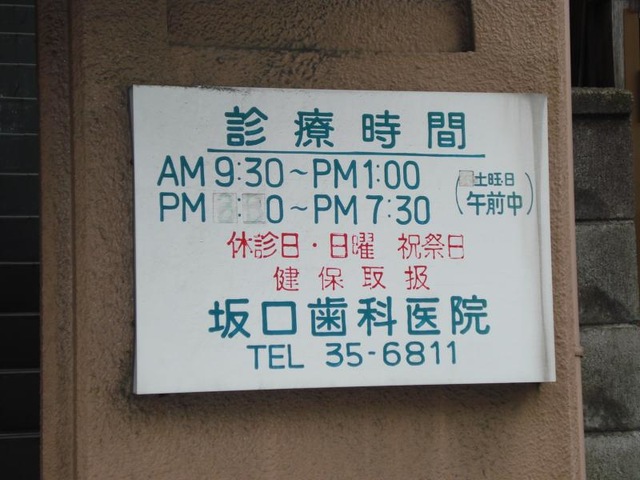 診療時間
AM 9:30~PM 1:00
PM :30~PM 7:30
(土旺日
午前中)
休診日・日曜 祝祭日
健保取扱
坂口歯科医院
TEL 35-6811